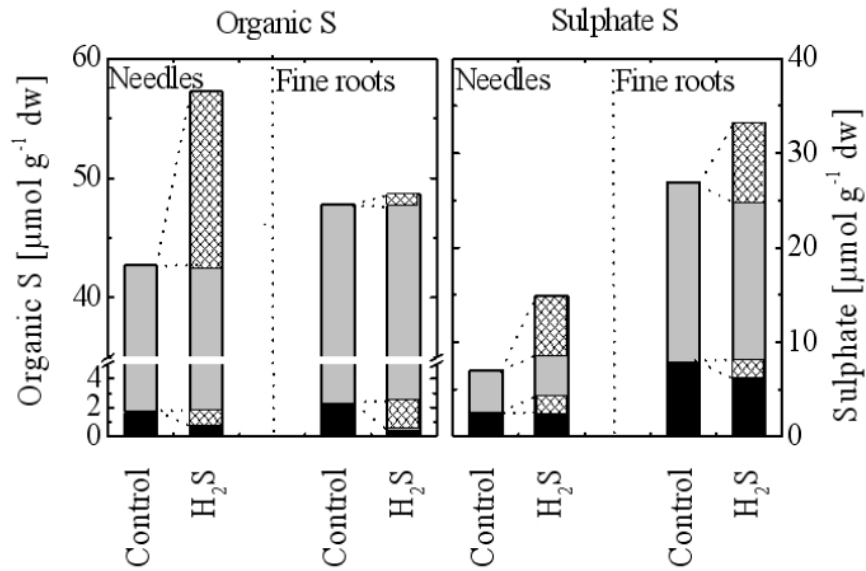 Organic S
Sulphate S
Organic S [μmol g⁻¹ dw]
60
50
40
4
2
0
Needles
Fine roots
Needles
Fine roots
40
30
20
10
0
Sulphate [μmol g⁻¹ dw]
Control
H₂S
Control
H₂S
Control
H₂S
Control
H₂S